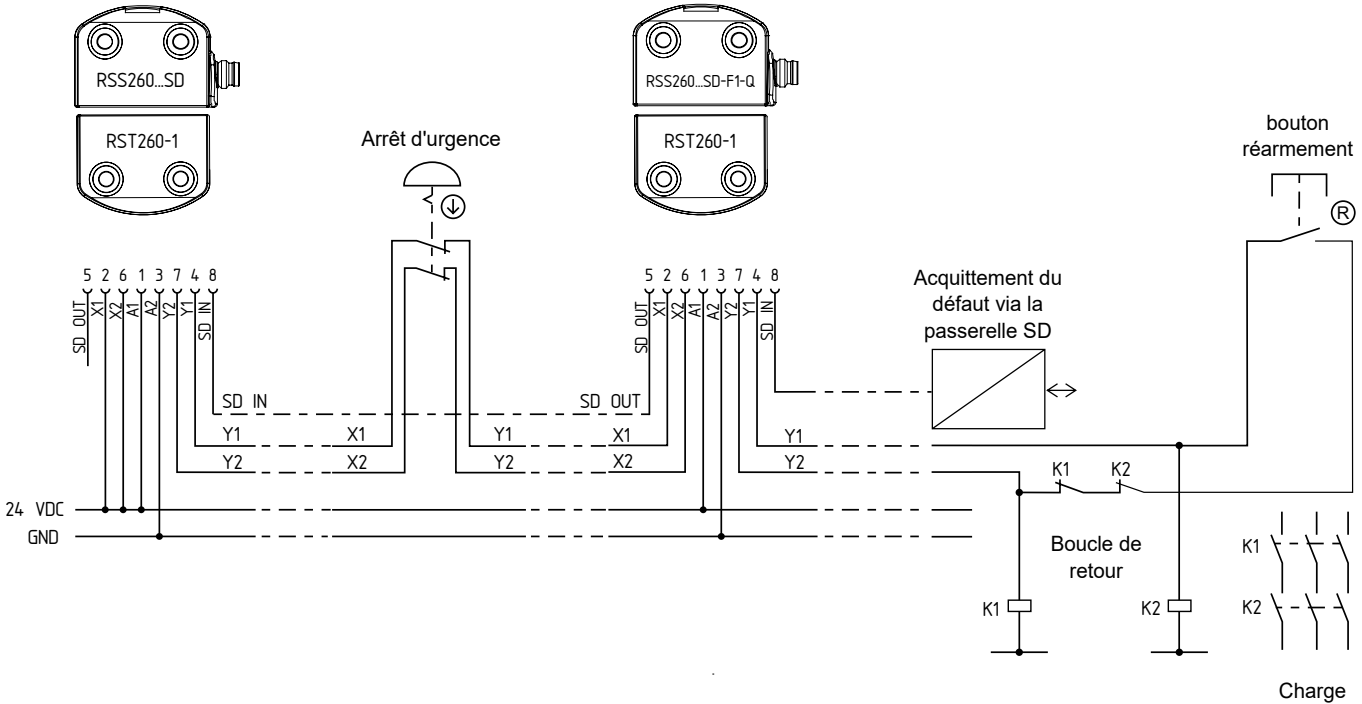 RSS260...SD
RST260-1
RSS260...SD-F1-Q
RST260-1
Arrêt d'urgence
bouton
réarmement
R
5 2 6 1 3 7 4 8
SD OUT
X1
X2
A1
A2
Y2
Y1
SD IN
5 2 6 1 3 7 4 8
SD OUT
X1
X2
A1
A2
Y2
Y1
SD IN
Acquittement du
défaut via la
passerelle SD
SD IN SD OUT
Y1 X1 Y1 X1 Y1
Y2 X2 Y2 X2 Y2
K1 K2
24 VDC
GND
Boucle de
retour
K1
K2
K1
K2
Charge